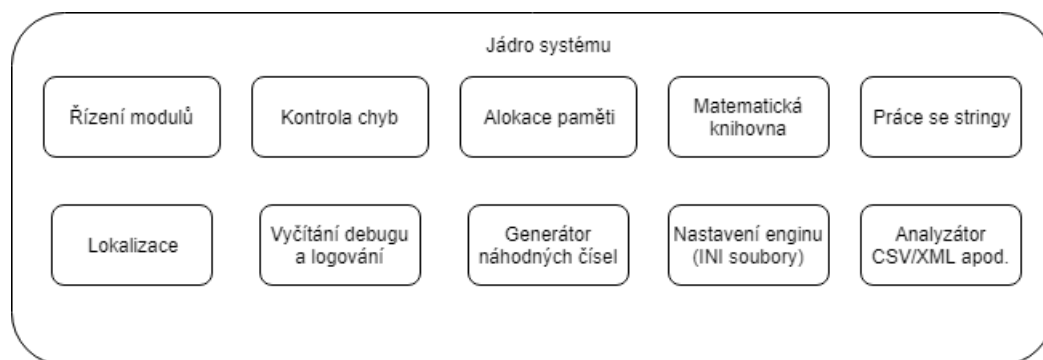 Jádro systému
Řízení modulů
Kontrola chyb
Alokace paměti
Matematická
knihovna
Práce se stringy
Lokalizace
Vyčítání debugu
a logování
Generátor
náhodných čísel
Nastavení enginu
(INI soubory)
Analyzátor
CSV/XML apod.